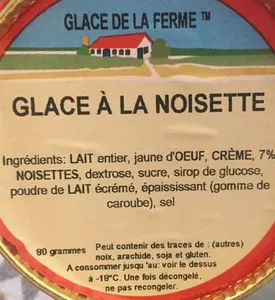 GLACE DE LA FERME ™
GLACE À LA NOISETTE
Ingrédients: LAIT entier, jaune d'OEUF, CRÈME, 7%
NOISETTES, dextrose, sucre, sirop de glucose,
poudre de LAIT écrémé, épaississant (gomme de
caroube), sel
80 grammes
Peut contenir des traces de : (autres)
noix, arachide, soja et gluten.
A consommer jusqu'au: voir le dessus
à -18°C. Une fois décongelé,
ne pas recongeler.